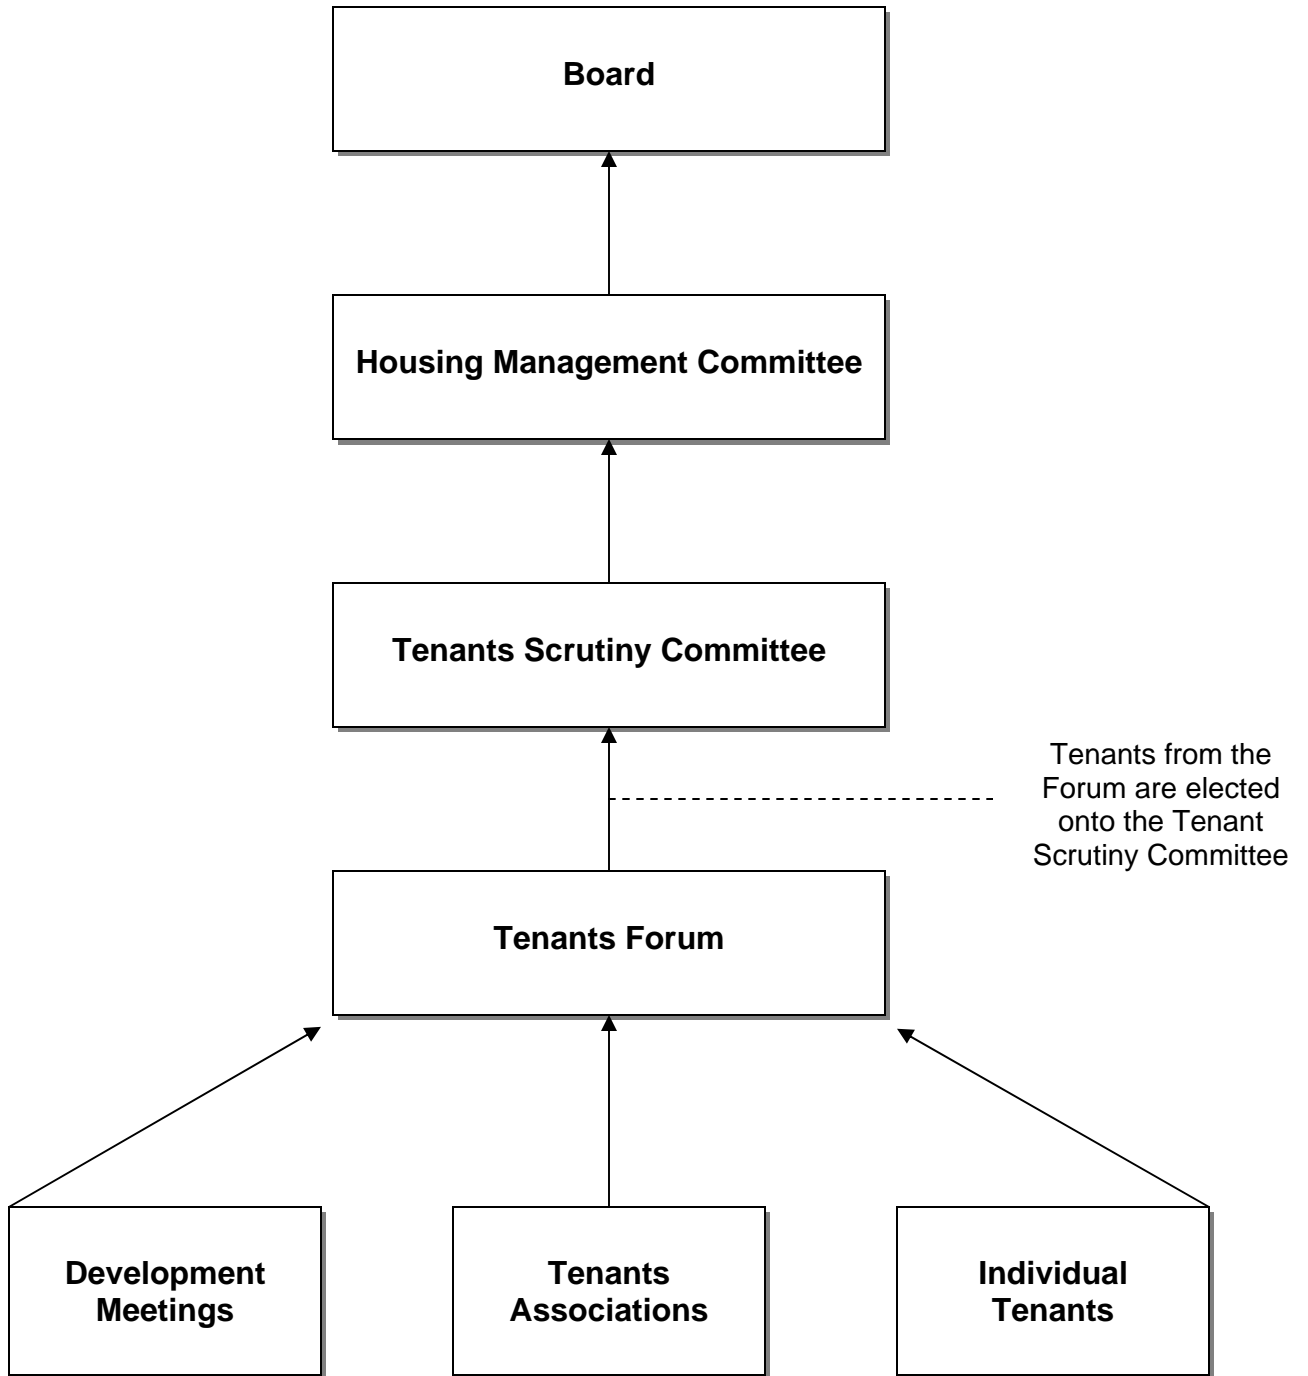 Board
Housing Management Committee
Tenants Scrutiny Committee
Tenants from the
Forum are elected
onto the Tenant
Scrutiny Committee
Tenants Forum
Development
Meetings
Tenants
Associations
Individual
Tenants